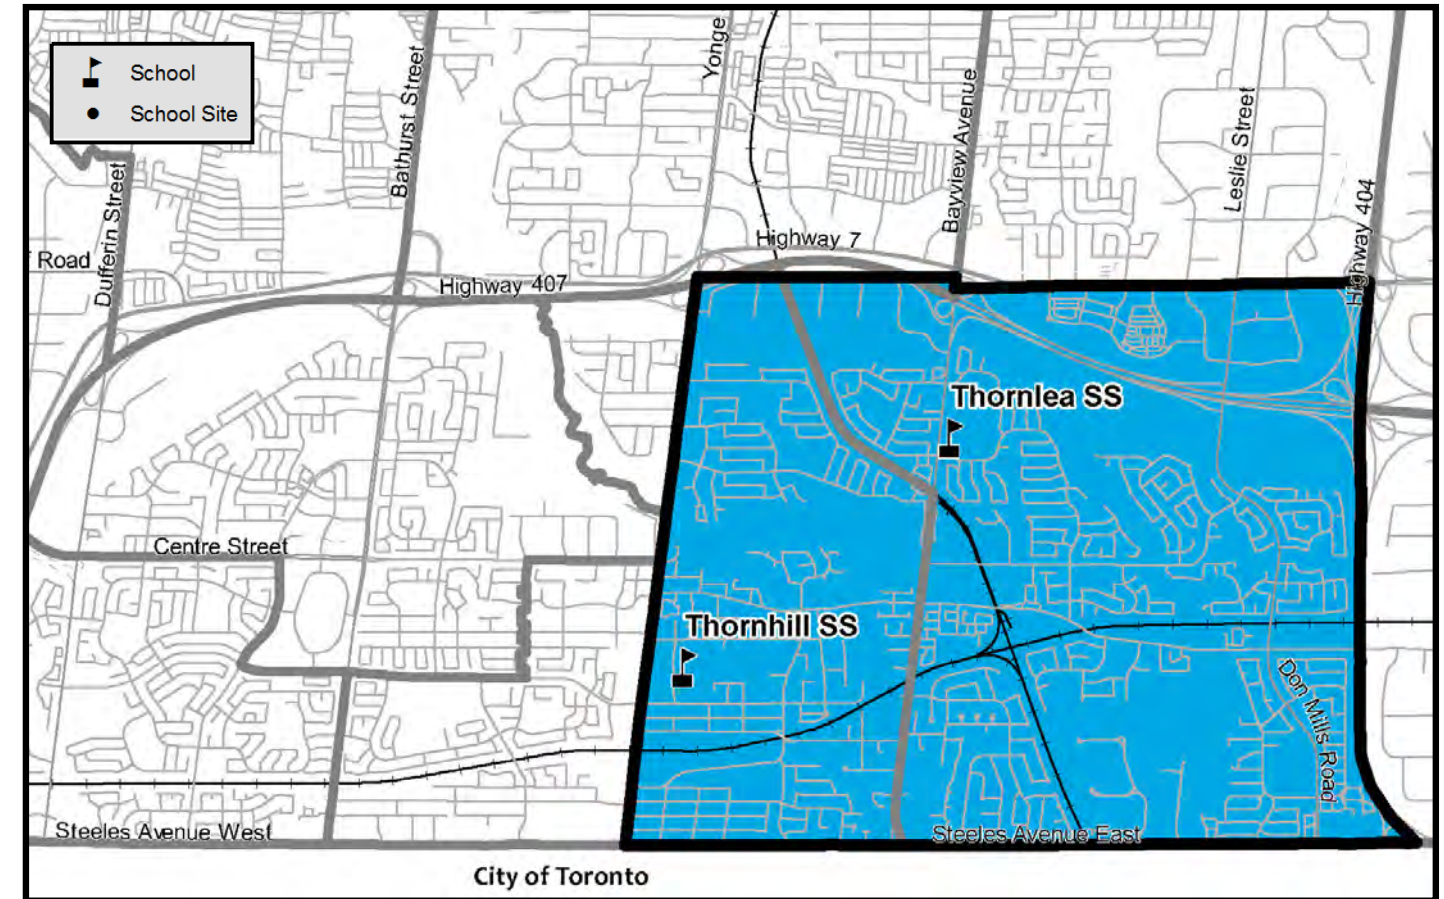 School
School Site
Bathurst Street
Yonge
Bayview Avenue
Leslie Street
Highway 404
Dufferin Street
Road
Highway 7
Highway 407
Thornlea SS
Centre Street
Thornhill SS
Don Mills Road
Steeles Avenue West
Steeles Avenue East
City of Toronto